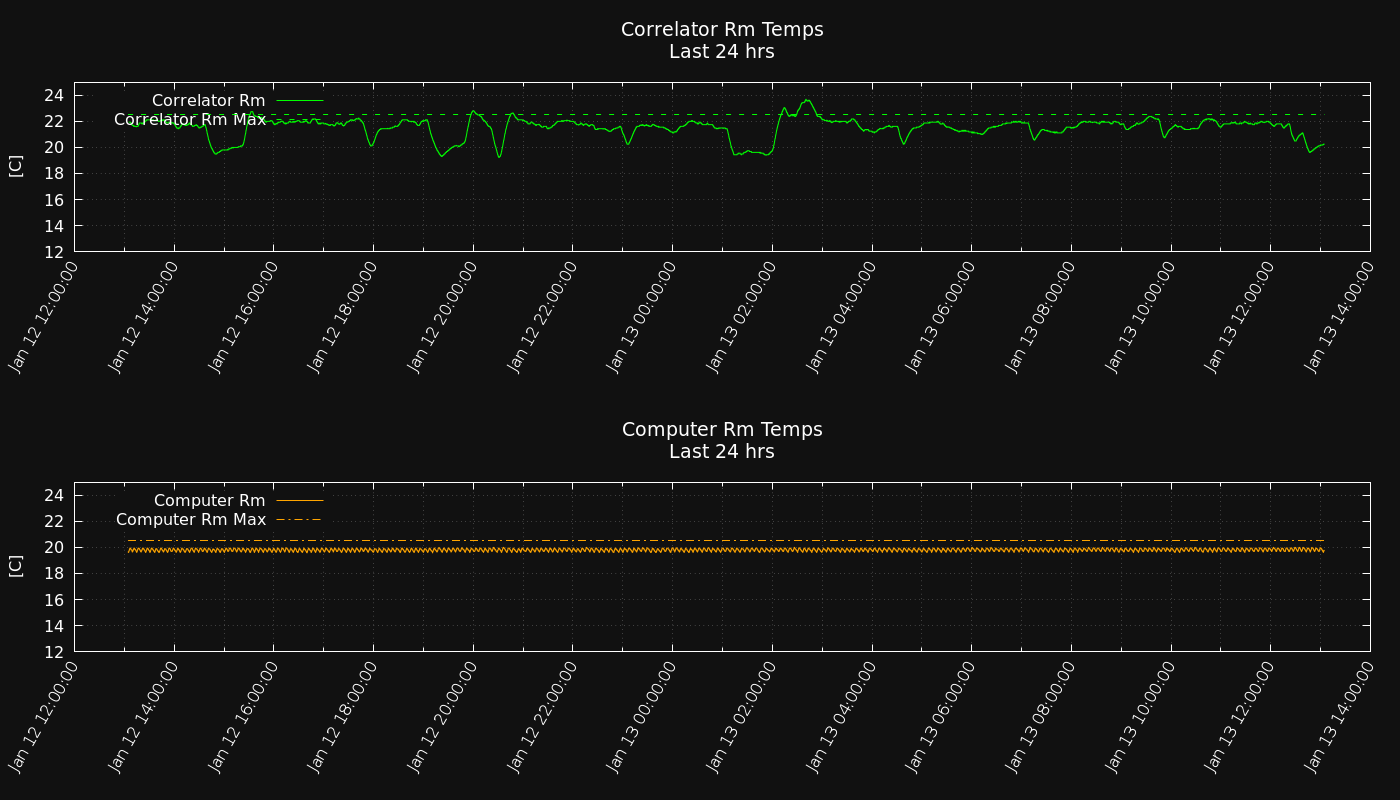 Correlator Rm Temps
Last 24 hrs
Correlator Rm
Correlator Rm Max
[C]
24
22
20
18
16
14
12
Jan 12 12:00:00
Jan 12 14:00:00
Jan 12 16:00:00
Jan 12 18:00:00
Jan 12 20:00:00
Jan 12 22:00:00
Jan 13 00:00:00
Jan 13 02:00:00
Jan 13 04:00:00
Jan 13 06:00:00
Jan 13 08:00:00
Jan 13 10:00:00
Jan 13 12:00:00
Jan 13 14:00:00
Computer Rm Temps
Last 24 hrs
Computer Rm
Computer Rm Max
[C]
24
22
20
18
16
14
12
Jan 12 12:00:00
Jan 12 14:00:00
Jan 12 16:00:00
Jan 12 18:00:00
Jan 12 20:00:00
Jan 12 22:00:00
Jan 13 00:00:00
Jan 13 02:00:00
Jan 13 04:00:00
Jan 13 06:00:00
Jan 13 08:00:00
Jan 13 10:00:00
Jan 13 12:00:00
Jan 13 14:00:00